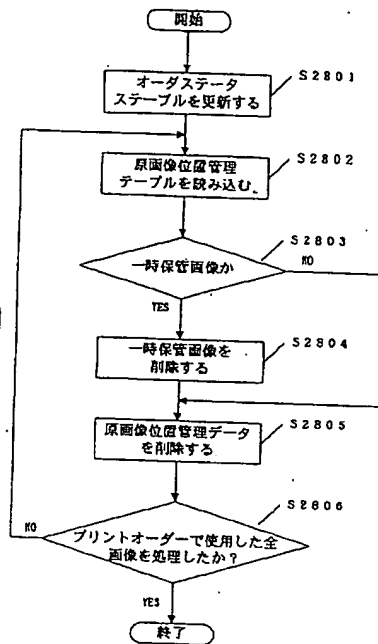 開始
オーダステータ
ステーブルを更新する
S2801
原画像位置管理
テーブルを読み込む。
S2802
一時保管画像か
S2803
NO
YES
一時保管画像を
削除する
S2804
原画像位置管理データ
を削除する
S2805
プリントオーダーで使用した全
画像を処理したか?
S2806
NO
YES
終了